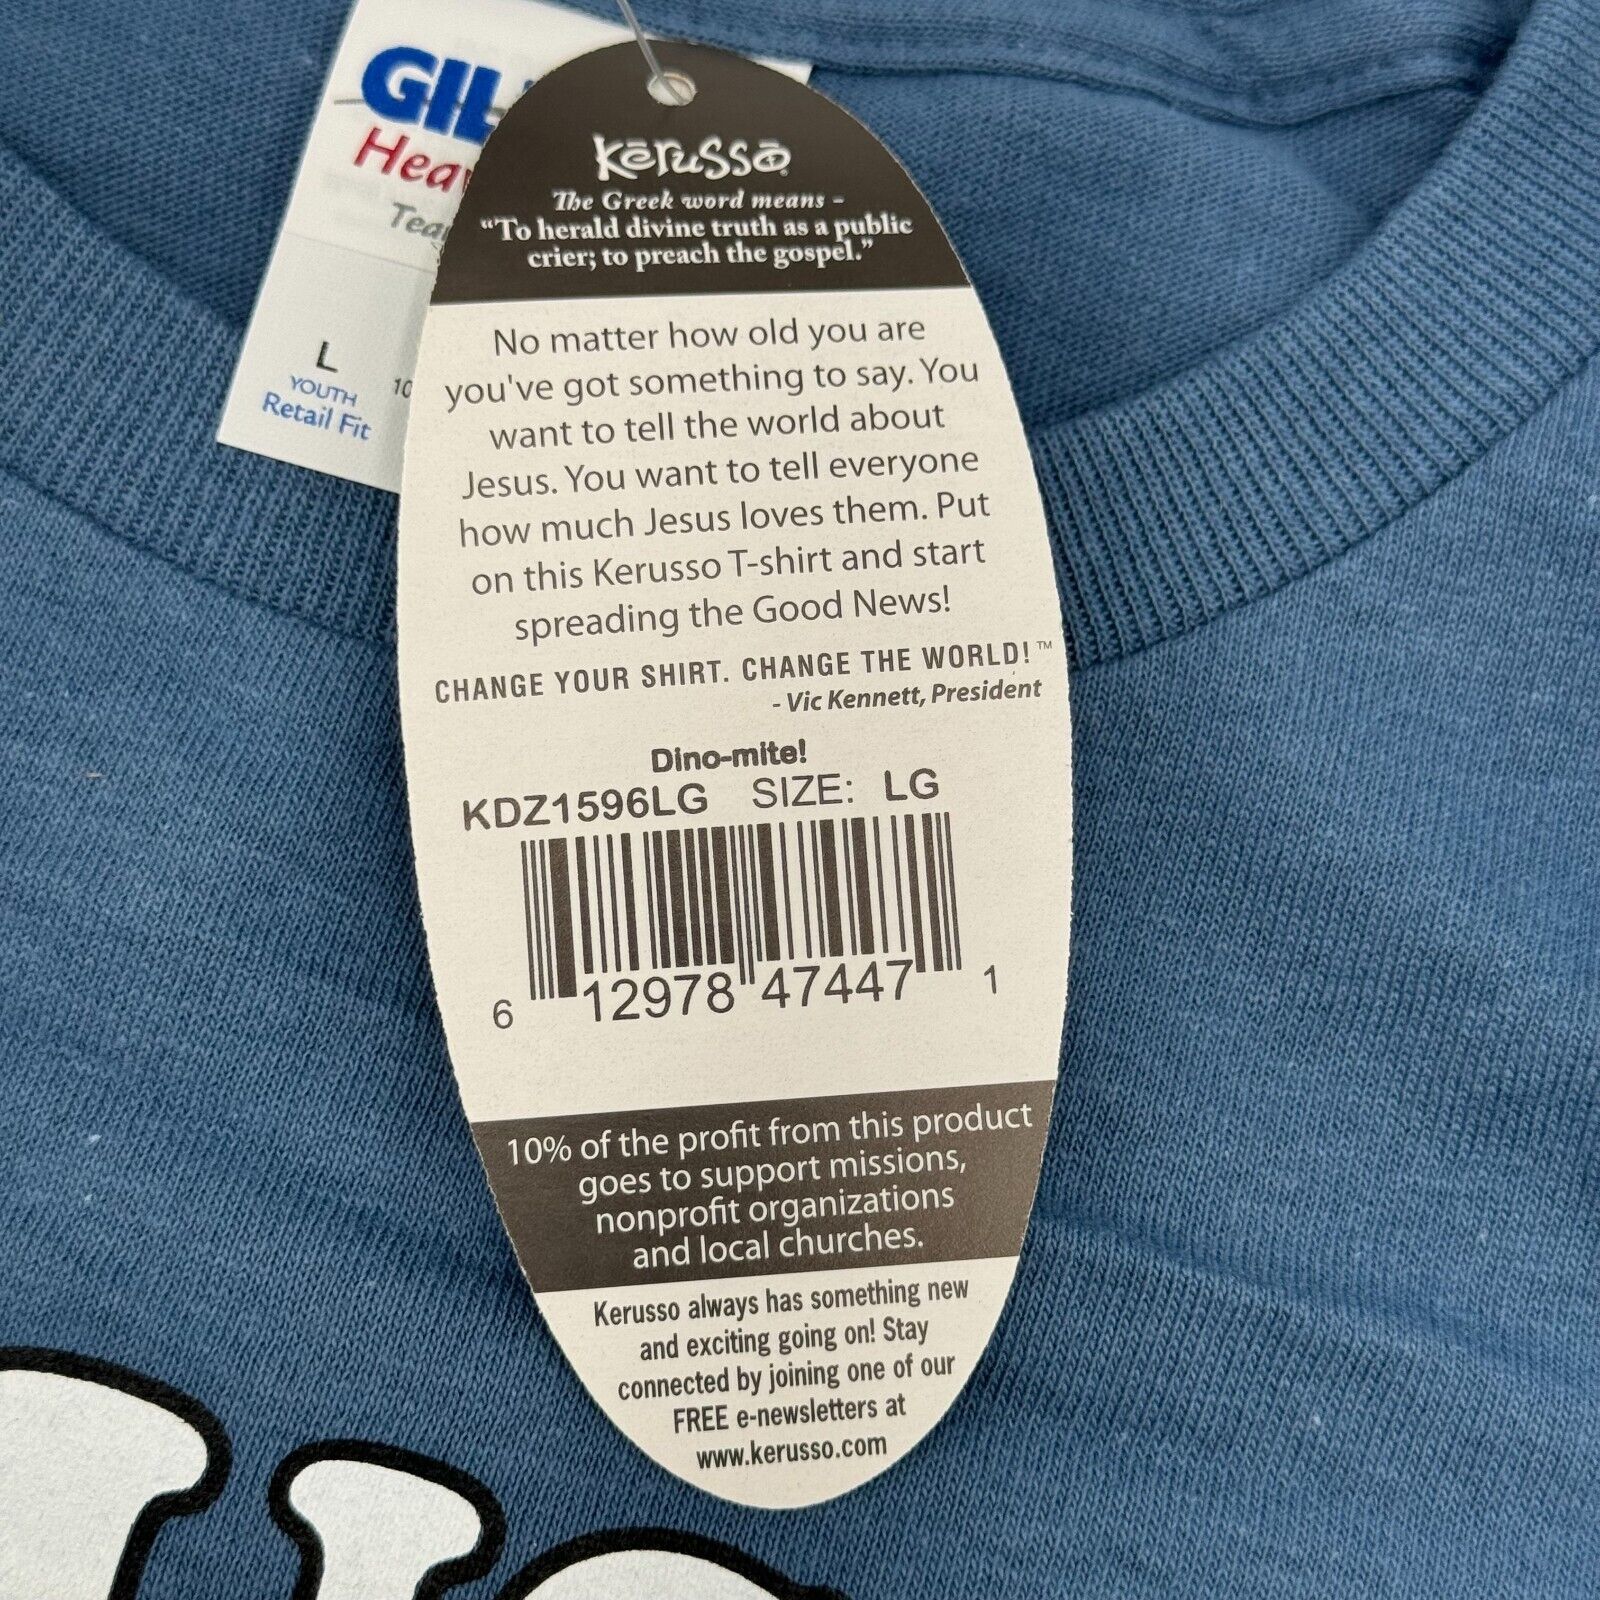 GIL
Hea
Tea
L
YOUTH
Retail Fit
10
kērussō
The Greek word means –
“To herald divine truth as a public
crier; to preach the gospel.”
No matter how old you are
you've got something to say. You
want to tell the world about
Jesus. You want to tell everyone
how much Jesus loves them. Put
on this Kerusso T-shirt and start
spreading the Good News!
CHANGE YOUR SHIRT. CHANGE THE WORLD!™
- Vic Kennett, President
Dino-mite!
KDZ1596LG SIZE: LG
6 12978 47447 1
10% of the profit from this product
goes to support missions,
nonprofit organizations
and local churches.
Kerusso always has something new
and exciting going on! Stay
connected by joining one of our
FREE e-newsletters at
www.kerusso.com